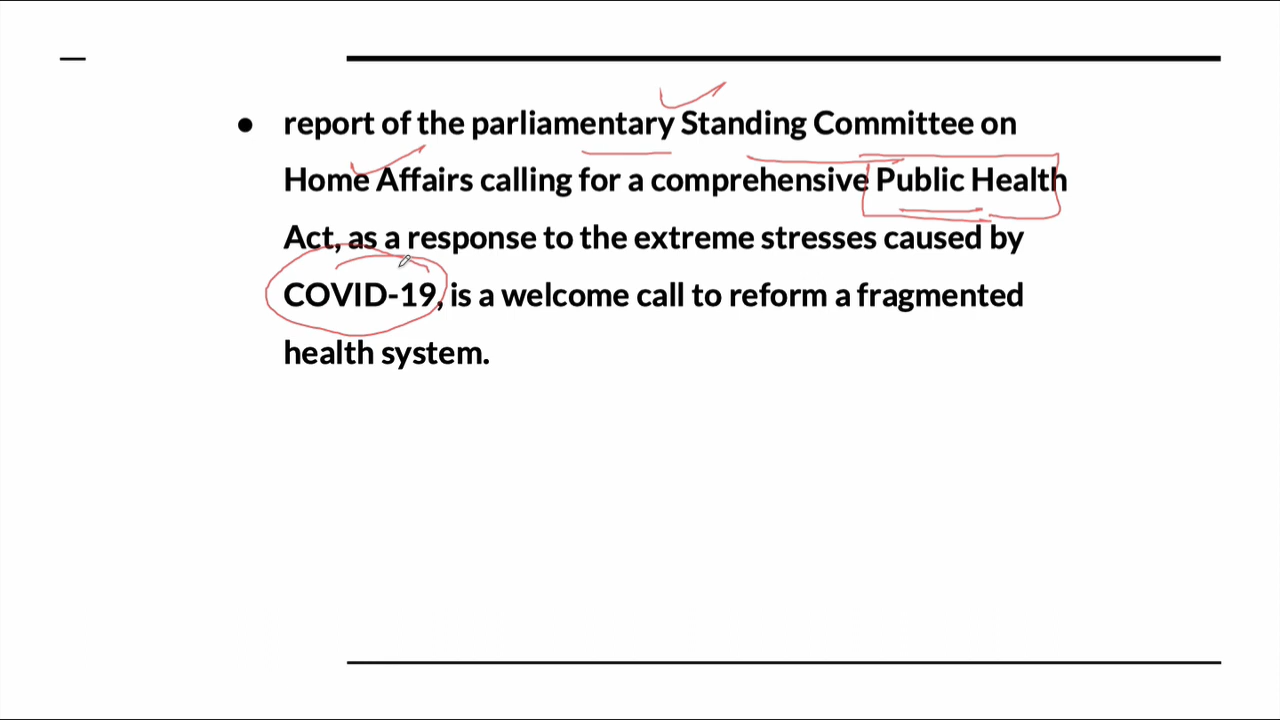 ● report of the parliamentary Standing Committee on
Home Affairs calling for a comprehensive Public Health
Act, as a response to the extreme stresses caused by
COVID-19, is a welcome call to reform a fragmented
health system.